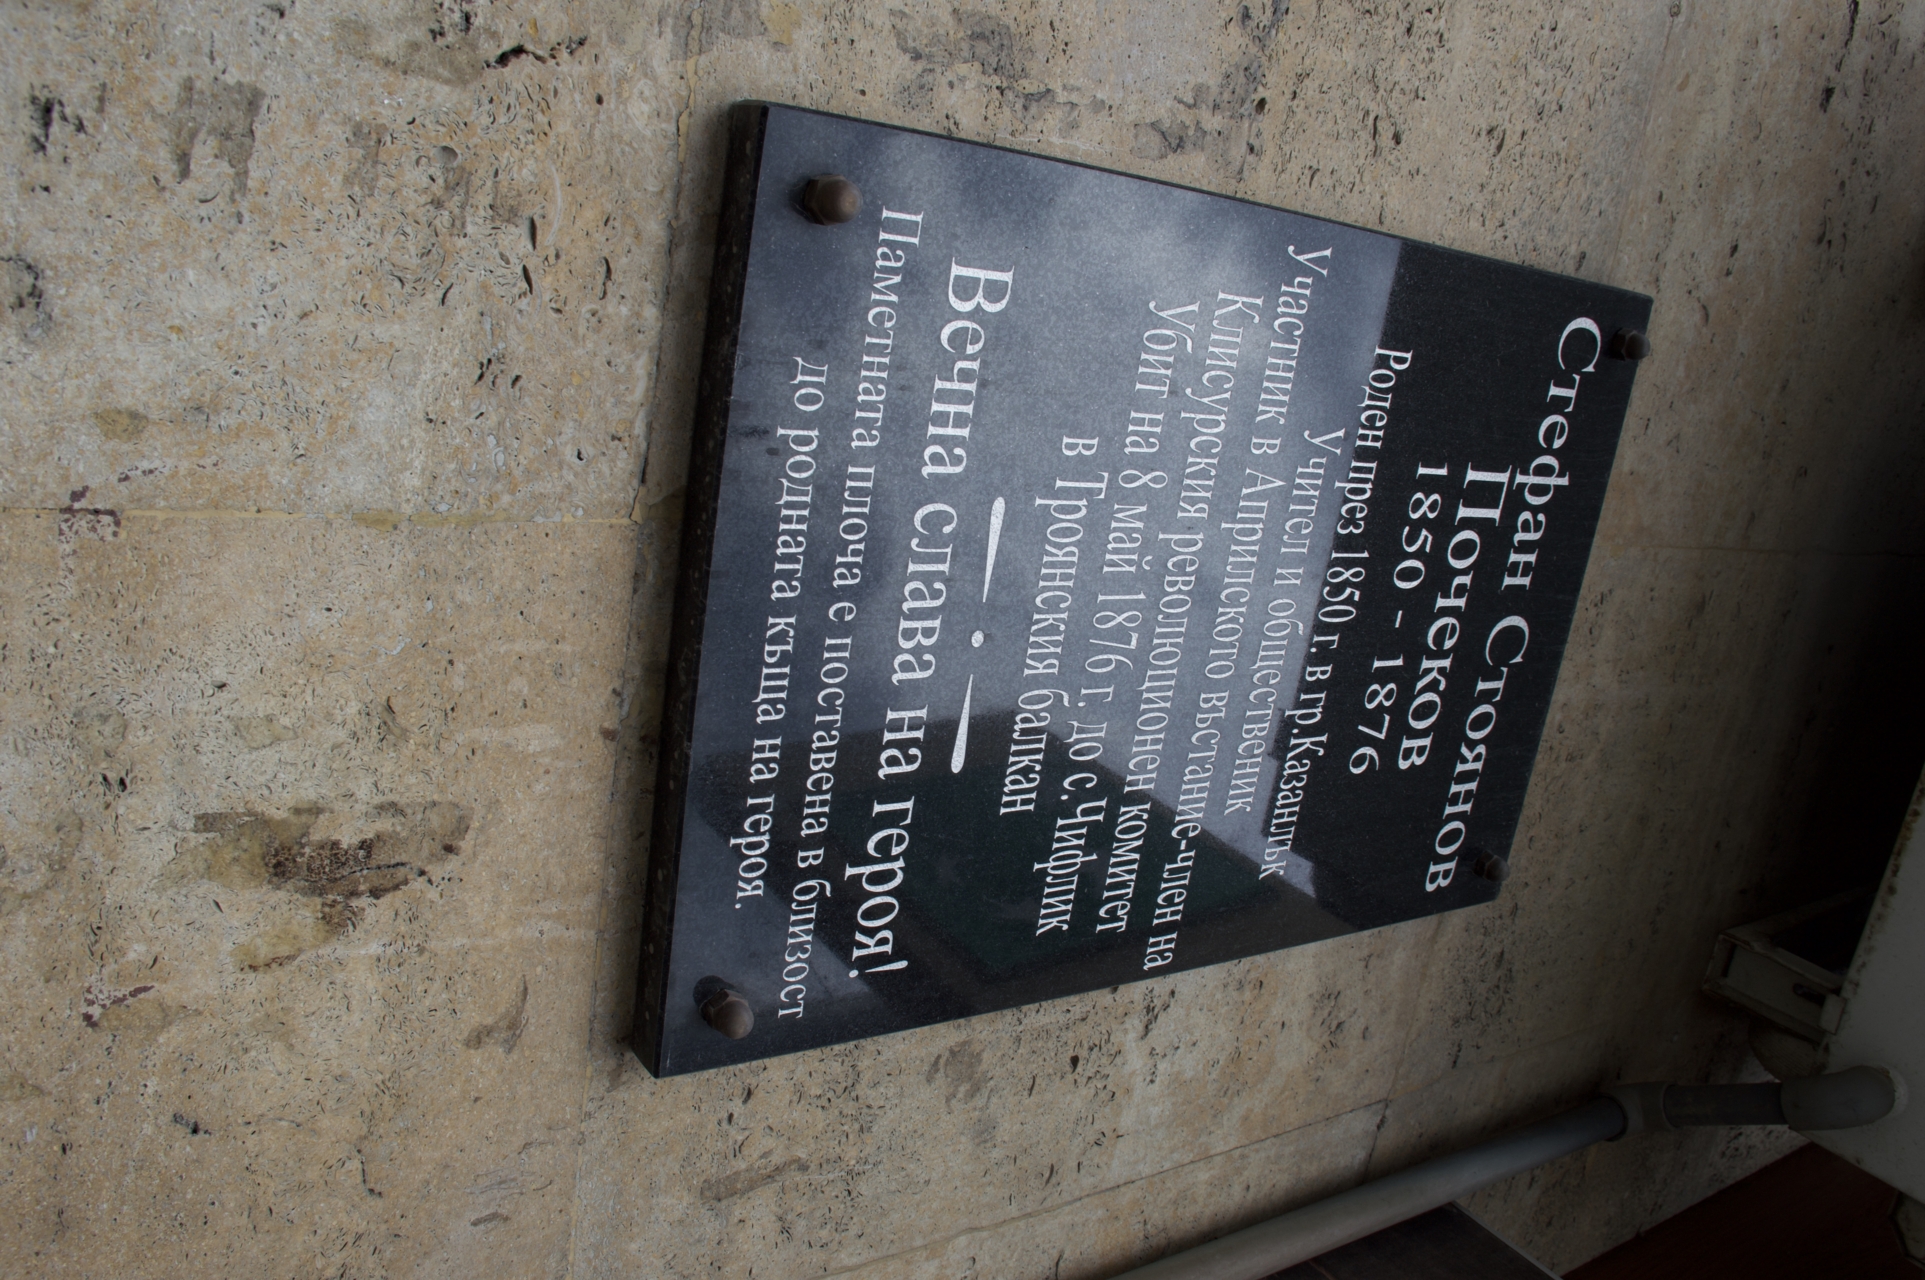 Стефан Стоянов
Почеков
1850 - 1876
Роден през 1850 г. в гр.Казанлък
Учител и общественик
Участник в Априлското въстание-член на
Клисурския революционен комитет
Убит на 8 май 1876 г. до с.Чифлик
в Троянския балкан
Вечна слава на героя!
Паметната плоча е поставена в близост
до родната къща на героя.